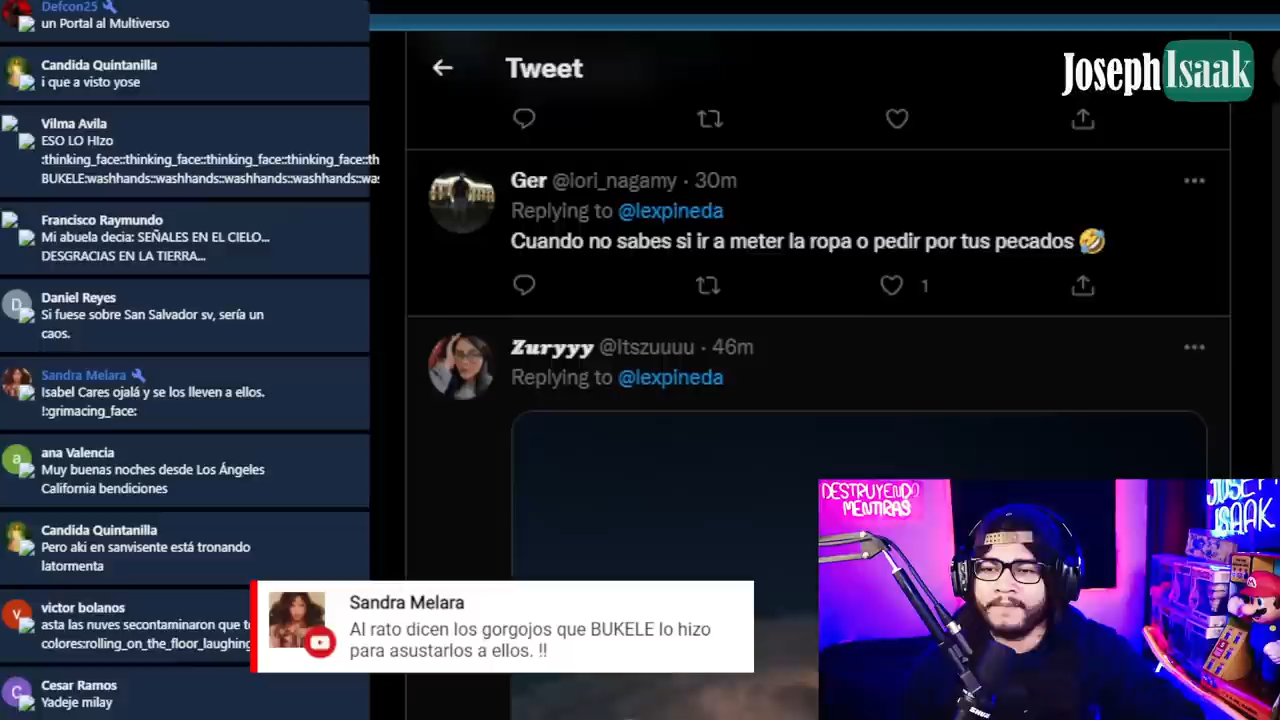 Defcon25
un Portal al Multiverso
Candida Quintanilla
i que a visto yose
Vilma Avila
ESO LO HIzo
:thinking_face::thinking_face::thinking_face::thinking_face::th
BUKELE:washhands::washhands::washhands::washhands::was
Francisco Raymundo
Mi abuela decia: SEÑALES EN EL CIELO...
DESGRACIAS EN LA TIERRA...
D
Daniel Reyes
Si fuese sobre San Salvador sv, sería un
caos.
Sandra Melara
Isabel Cares ojalá y se los lleven a ellos.
!:grimacing_face:
a
ana Valencia
Muy buenas noches desde Los Ángeles
California bendiciones
Candida Quintanilla
Pero aki en sanvisente está tronando
latormenta
v
victor bolanos
asta las nuves secontaminaron que t
colores:rolling_on_the_floor_laughing
C
Cesar Ramos
Yadeje milay
Tweet
Joseph Isaak
Ger @iori_nagamy · 30m
Replying to @lexpineda
Cuando no sabes si ir a meter la ropa o pedir por tus pecados 🤣
1
Zuryyy @Itszuuuu · 46m
Replying to @lexpineda
Sandra Melara
Al rato dicen los gorgojos que BUKELE lo hizo
para asustarlos a ellos. !!
DESTRUYENDO
MENTIRAS
JOSEPH
ISAAK